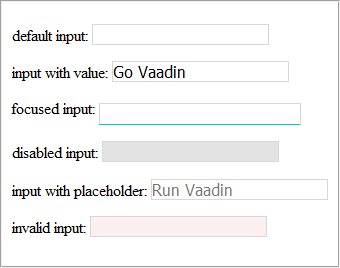 default input:
input with value: Go Vaadin
focused input:
disabled input:
input with placeholder: Run Vaadin
invalid input: